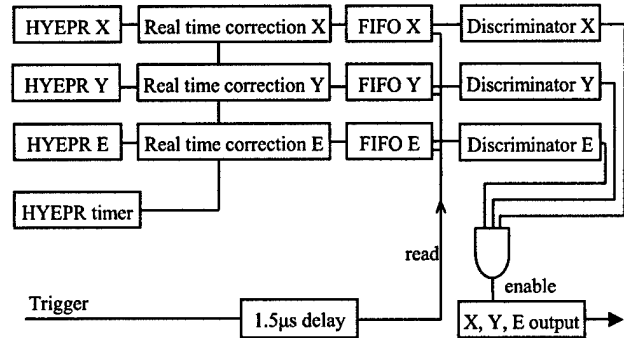 HYEPR X
Real time correction X
FIFO X
Discriminator X
HYEPR Y
Real time correction Y
FIFO Y
Discriminator Y
HYEPR E
Real time correction E
FIFO E
Discriminator E
HYEPR timer
read
enable
Trigger
1.5µs delay
X, Y, E output